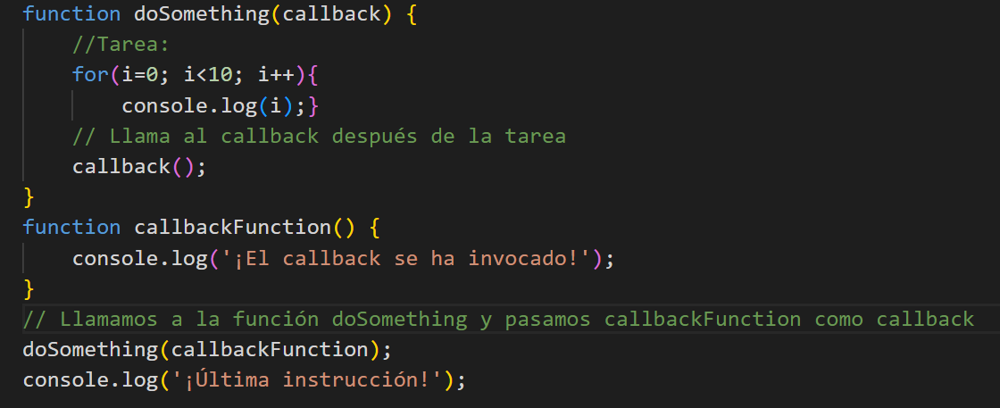 function doSomething(callback) {
    //Tarea:
    for(i=0; i<10; i++){
        console.log(i);}
    // Llama al callback después de la tarea
    callback();
}
function callbackFunction() {
    console.log('¡El callback se ha invocado!');
}
// Llamamos a la función doSomething y pasamos callbackFunction como callback
doSomething(callbackFunction);
console.log('¡Última instrucción!');